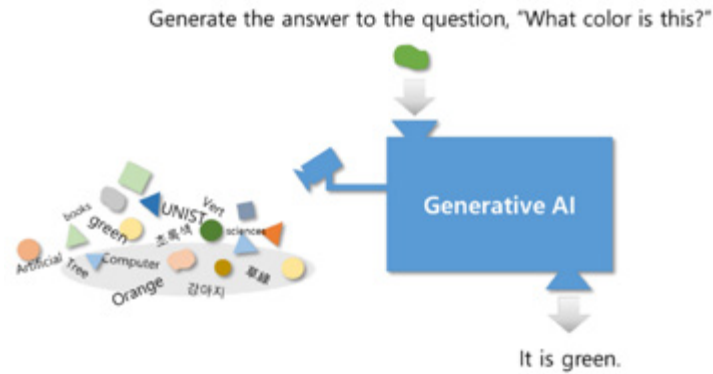 Generate the answer to the question, "What color is this?"
Generative AI
books
Vert
UNIST
green
초록색
sciences
Artificial
Tree
Computer
Orange
강아지
草綠
It is green.